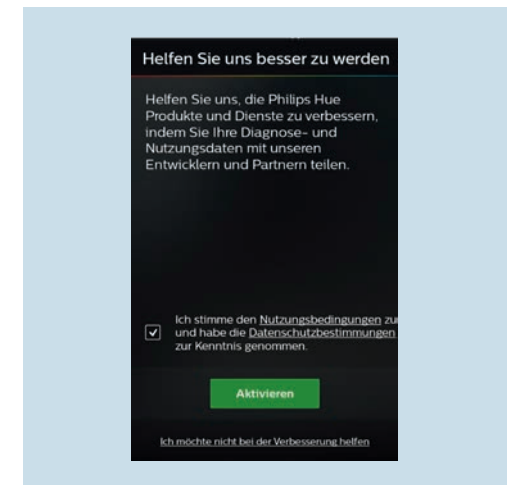 Helfen Sie uns besser zu werden
Helfen Sie uns, die Philips Hue
Produkte und Dienste zu verbessern,
indem Sie Ihre Diagnose- und
Nutzungsdaten mit unseren
Entwicklern und Partnern teilen.
Ich stimme den Nutzungsbedingungen zu
und habe die Datenschutzbestimmungen
zur Kenntnis genommen.
Aktivieren
Ich möchte nicht bei der Verbesserung helfen